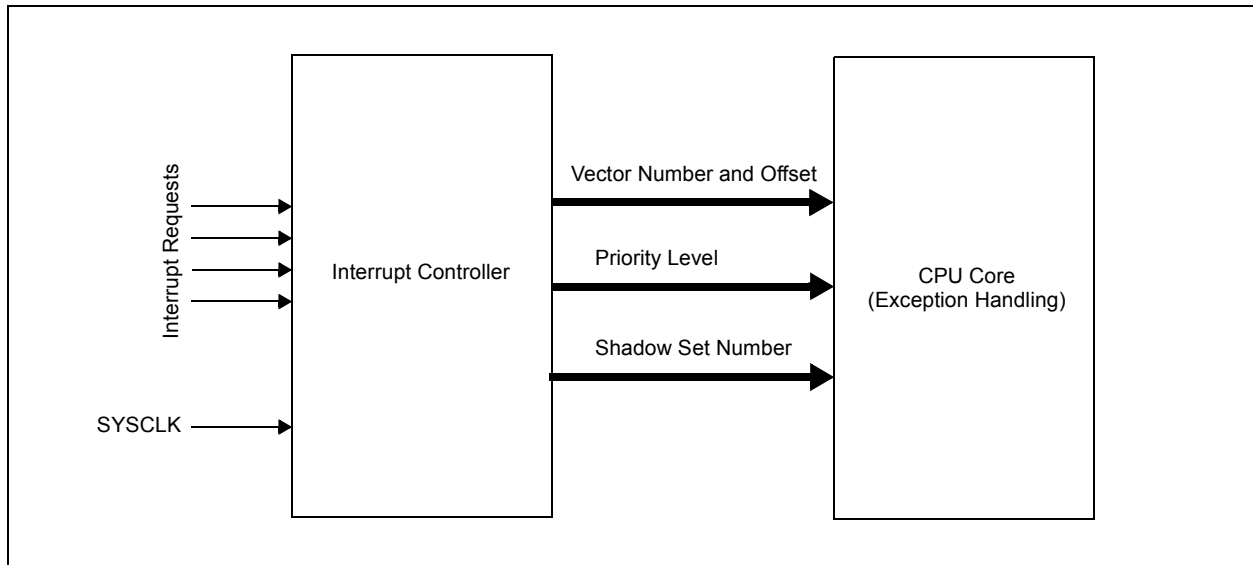 Interrupt Requests
SYSCLK
Interrupt Controller
Vector Number and Offset
Priority Level
Shadow Set Number
CPU Core
(Exception Handling)